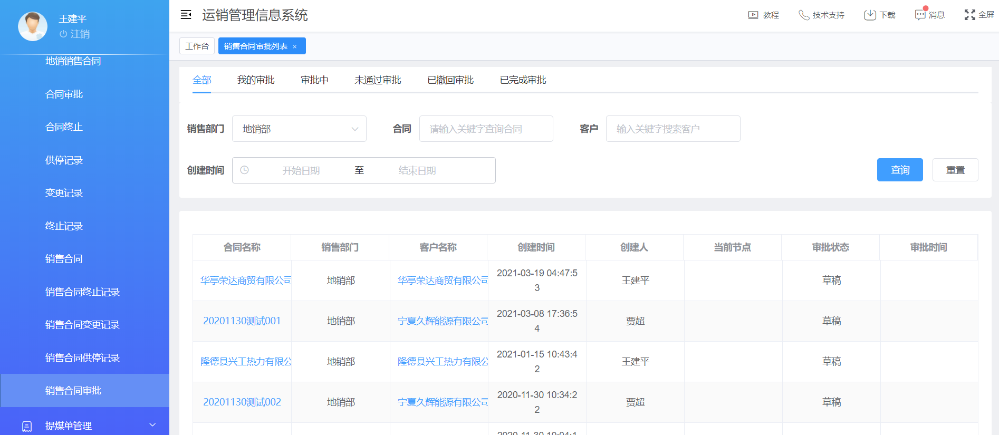 王建平
注销
地销销售合同
合同审批
合同终止
供停记录
变更记录
终止记录
销售合同
销售合同终止记录
销售合同变更记录
销售合同供停记录
销售合同审批
提煤单管理
运销管理信息系统
教程
技术支持
下载
消息
全屏
工作台
销售合同审批列表 ×
全部 我的审批 审批中 未通过审批 已撤回审批 已完成审批
销售部门 地销部 合同 请输入关键字查询合同 客户 输入关键字搜索客户
创建时间 开始日期 至 结束日期 查询 重置
合同名称 销售部门 客户名称 创建时间 创建人 当前节点 审批状态 审批时间
华亭荣达商贸有限公司 地销部 华亭荣达商贸有限公司 2021-03-19 04:47:5
3 王建平 草稿
20201130测试001 地销部 宁夏久辉能源有限公司 2021-03-08 17:36:5
4 贾超 草稿
隆德县兴工热力有限公 地销部 隆德县兴工热力有限公 2021-01-15 10:43:4
2 王建平 草稿
20201130测试002 地销部 宁夏久辉能源有限公司 2020-11-30 10:34:2
2 贾超 草稿
2020-11-30 10:04:1